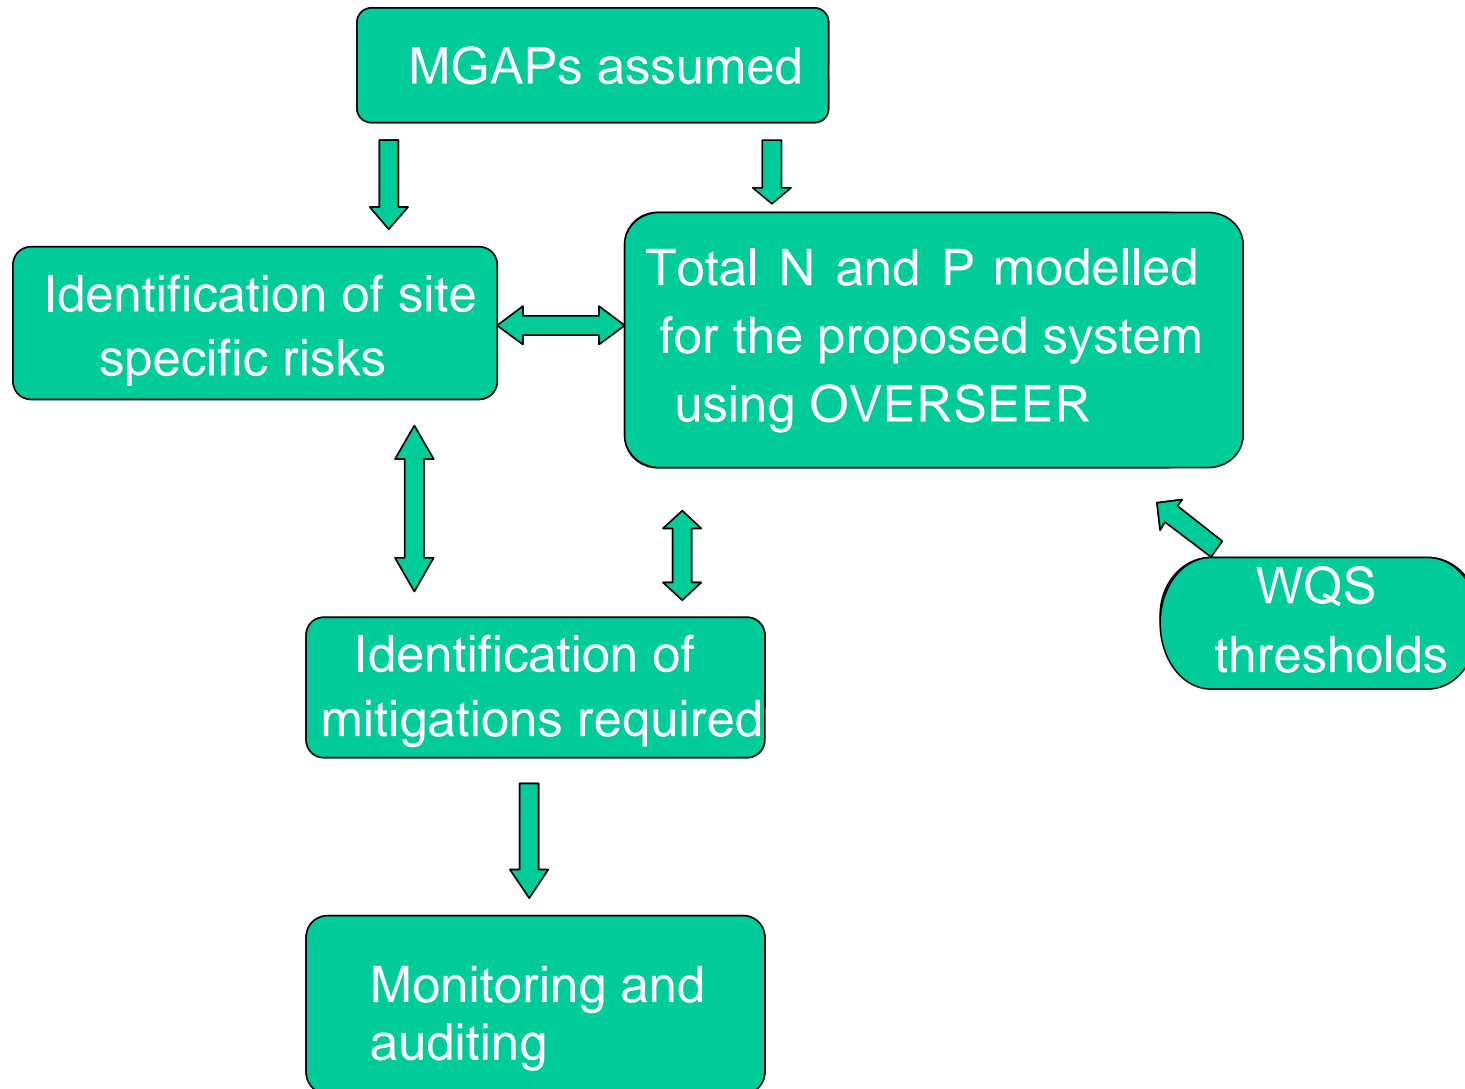 MGAPs assumed
Identification of site
specific risks
Total N and P modelled
for the proposed system
using OVERSEER
WQS
thresholds
Identification of
mitigations required
Monitoring and
auditing